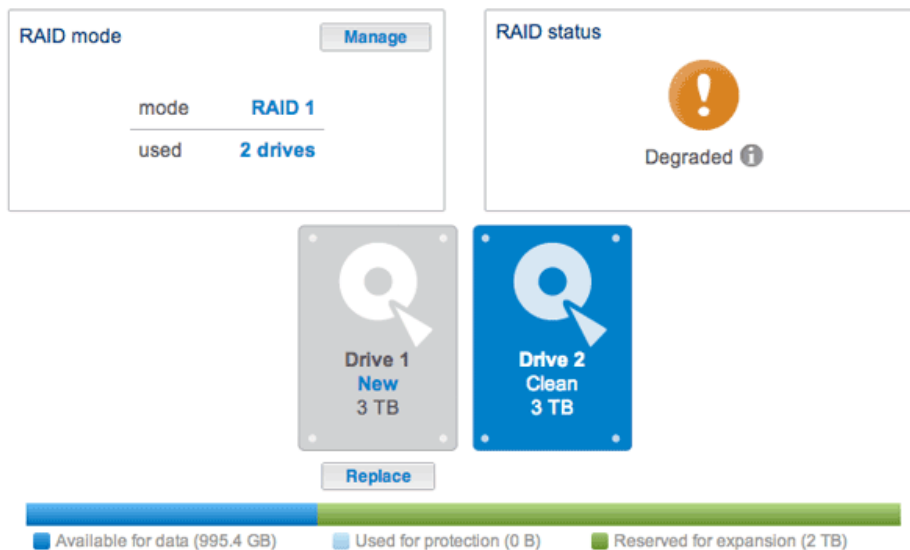 RAID mode
Manage
mode RAID 1
used 2 drives
RAID status
Degraded
Drive 1
New
3 TB
Replace
Drive 2
Clean
3 TB
Available for data (995.4 GB)
Used for protection (0 B)
Reserved for expansion (2 TB)